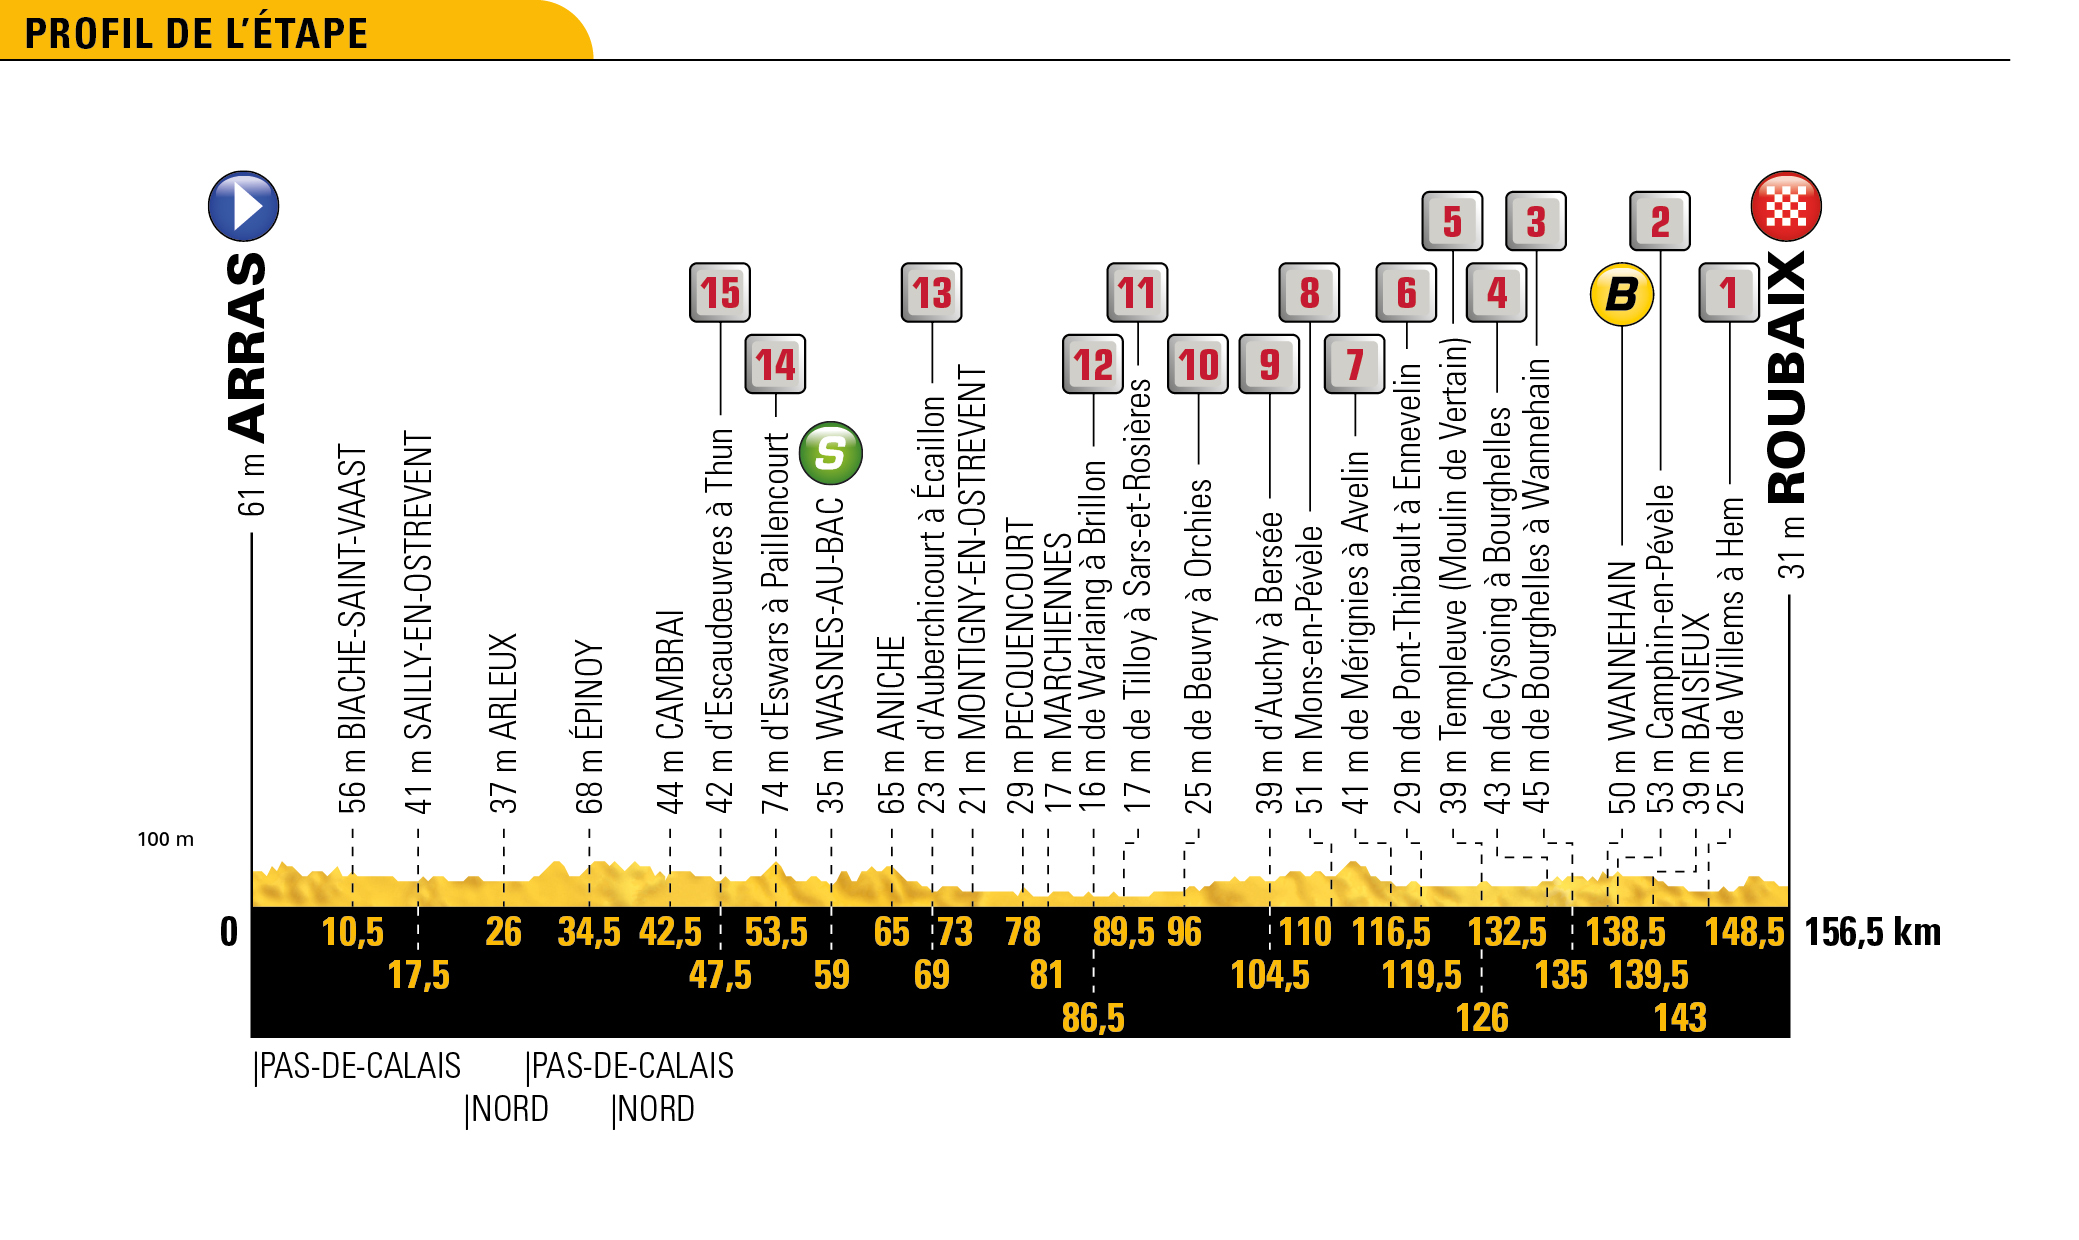 PROFIL DE L'ÉTAPE
61 m ARRAS
56 m BIACHE-SAINT-VAAST
41 m SAILLY-EN-OSTREVENT
37 m ARLEUX
68 m ÉPINOY
44 m CAMBRAI
15
42 m d'Escaudœuvres à Thun
14
74 m d'Eswars à Paillencourt
S
35 m WASNES-AU-BAC
65 m ANICHE
13
23 m d'Auberchicourt à Écaillon
21 m MONTIGNY-EN-OSTREVENT
29 m PECQUENCOURT
17 m MARCHIENNES
12
16 m de Warlaing à Brillon
11
17 m de Tilloy à Sars-et-Rosières
10
25 m de Beuvry à Orchies
9
39 m d'Auchy à Bersée
8
51 m Mons-en-Pévèle
7
41 m de Mérignies à Avelin
6
29 m de Pont-Thibault à Ennevelin
5
39 m Templeuve (Moulin de Vertain)
4
43 m de Cysoing à Bourghelles
3
45 m de Bourghelles à Wannehain
B
50 m WANNEHAIN
2
53 m Camphin-en-Pévèle
39 m BAISIEUX
1
25 m de Willems à Hem
31 m ROUBAIX
100 m
0 10,5 26 34,5 42,5 53,5 65 73 78 89,5 96 110 116,5 132,5 138,5 148,5 156,5 km
17,5 47,5 59 69 81 104,5 119,5 135 139,5
86,5 126 143
|PAS-DE-CALAIS |PAS-DE-CALAIS
|NORD |NORD